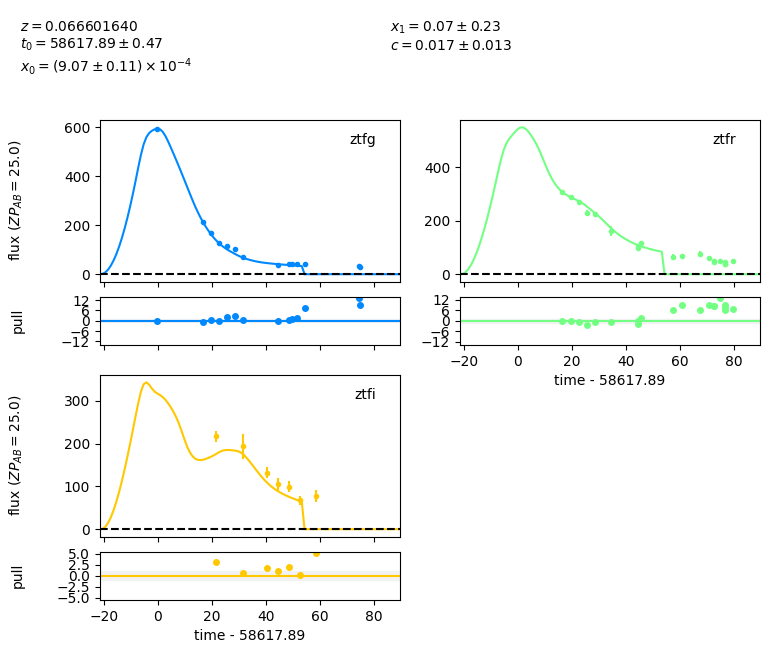 z = 0.066601640
t₀ = 58617.89 ± 0.47
x₀ = (9.07 ± 0.11) × 10⁻⁴
x₁ = 0.07 ± 0.23
c = 0.017 ± 0.013
ztfg
flux (ZP_AB = 25.0)
600
400
200
0
pull
12
6
0
−6
−12
ztfr
400
200
0
12
6
0
−6
−12
−20 0 20 40 60 80
time - 58617.89
ztfi
flux (ZP_AB = 25.0)
300
200
100
0
pull
5.0
2.5
0.0
−2.5
−5.0
−20 0 20 40 60 80
time - 58617.89